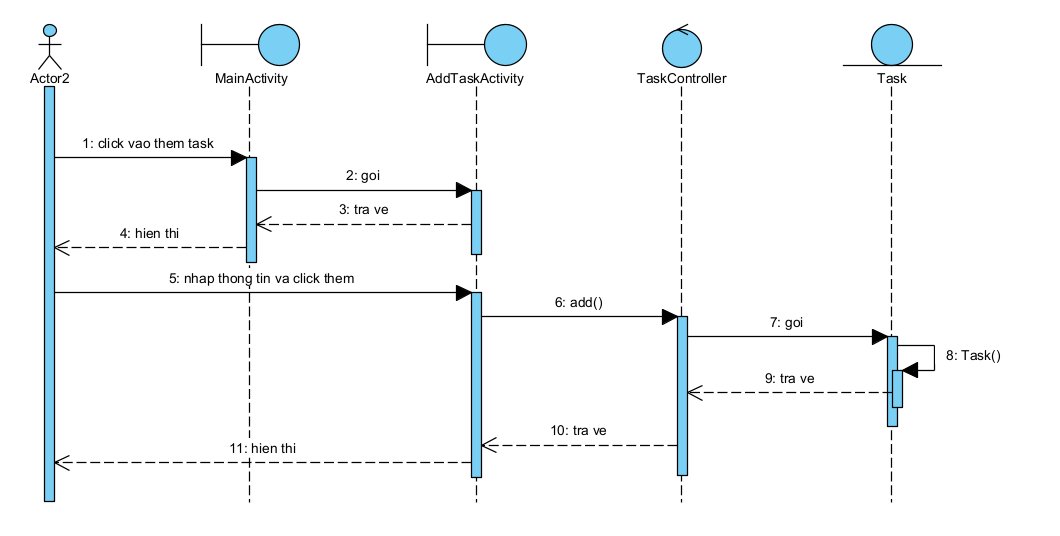 Actor2
MainActivity
AddTaskActivity
TaskController
Task
1: click vao them task
2: goi
3: tra ve
4: hien thi
5: nhap thong tin va click them
6: add()
7: goi
8: Task()
9: tra ve
10: tra ve
11: hien thi